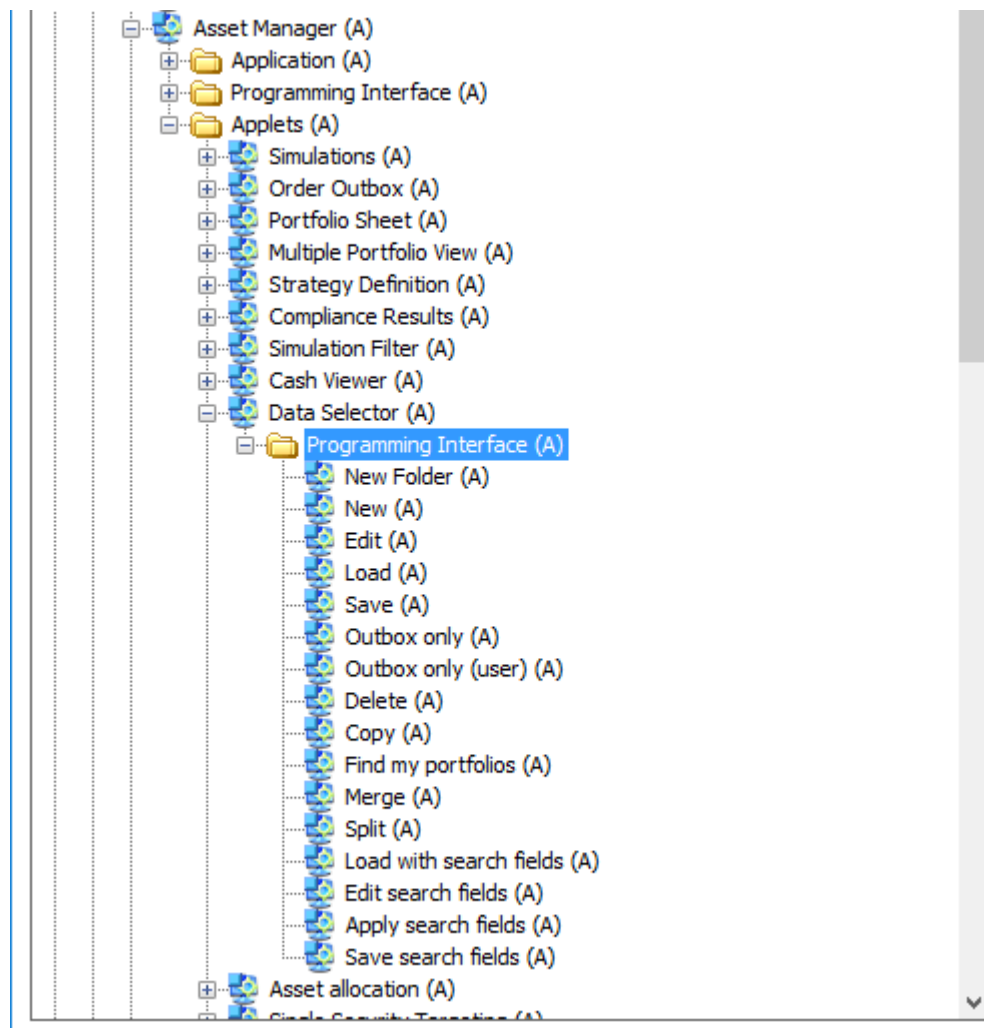 Asset Manager (A)
Application (A)
Programming Interface (A)
Applets (A)
Simulations (A)
Order Outbox (A)
Portfolio Sheet (A)
Multiple Portfolio View (A)
Strategy Definition (A)
Compliance Results (A)
Simulation Filter (A)
Cash Viewer (A)
Data Selector (A)
Programming Interface (A)
New Folder (A)
New (A)
Edit (A)
Load (A)
Save (A)
Outbox only (A)
Outbox only (user) (A)
Delete (A)
Copy (A)
Find my portfolios (A)
Merge (A)
Split (A)
Load with search fields (A)
Edit search fields (A)
Apply search fields (A)
Save search fields (A)
Asset allocation (A)
Single Security Targeting (A)